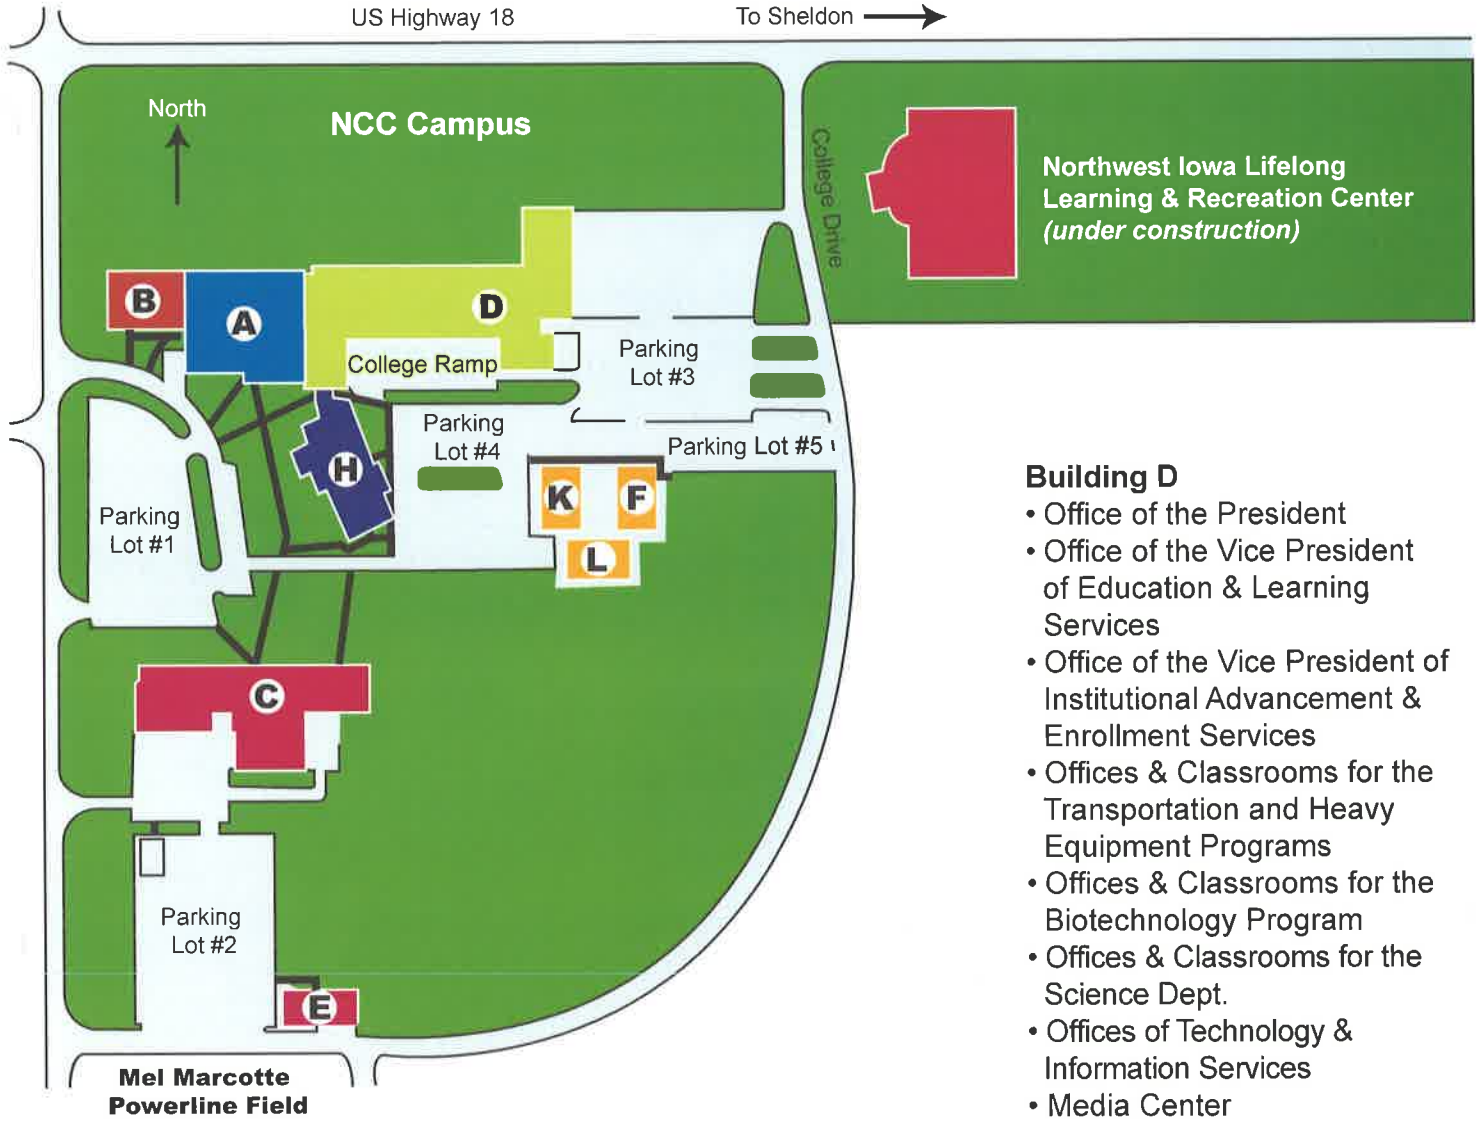 US Highway 18
To Sheldon
North
NCC Campus
College Drive
Northwest Iowa Lifelong
Learning & Recreation Center
(under construction)
B
A
D
College Ramp
Parking
Lot #3
Parking
Lot #4
Parking Lot #5
H
K
F
L
Parking
Lot #1
C
Parking
Lot #2
E
Mel Marcotte
Powerline Field
Building D
• Office of the President
• Office of the Vice President
of Education & Learning
Services
• Office of the Vice President of
Institutional Advancement &
Enrollment Services
• Offices & Classrooms for the
Transportation and Heavy
Equipment Programs
• Offices & Classrooms for the
Biotechnology Program
• Offices & Classrooms for the
Science Dept.
• Offices of Technology &
Information Services
• Media Center